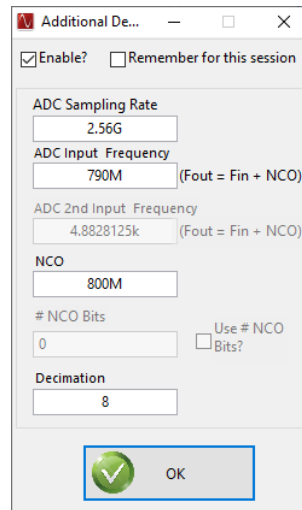 Additional De...
Enable? Remember for this session
ADC Sampling Rate
2.56G
ADC Input Frequency
790M (Fout = Fin + NCO)
ADC 2nd Input Frequency
4.8828125k (Fout = Fin + NCO)
NCO
800M
# NCO Bits
0 Use # NCO
Bits?
Decimation
8
OK